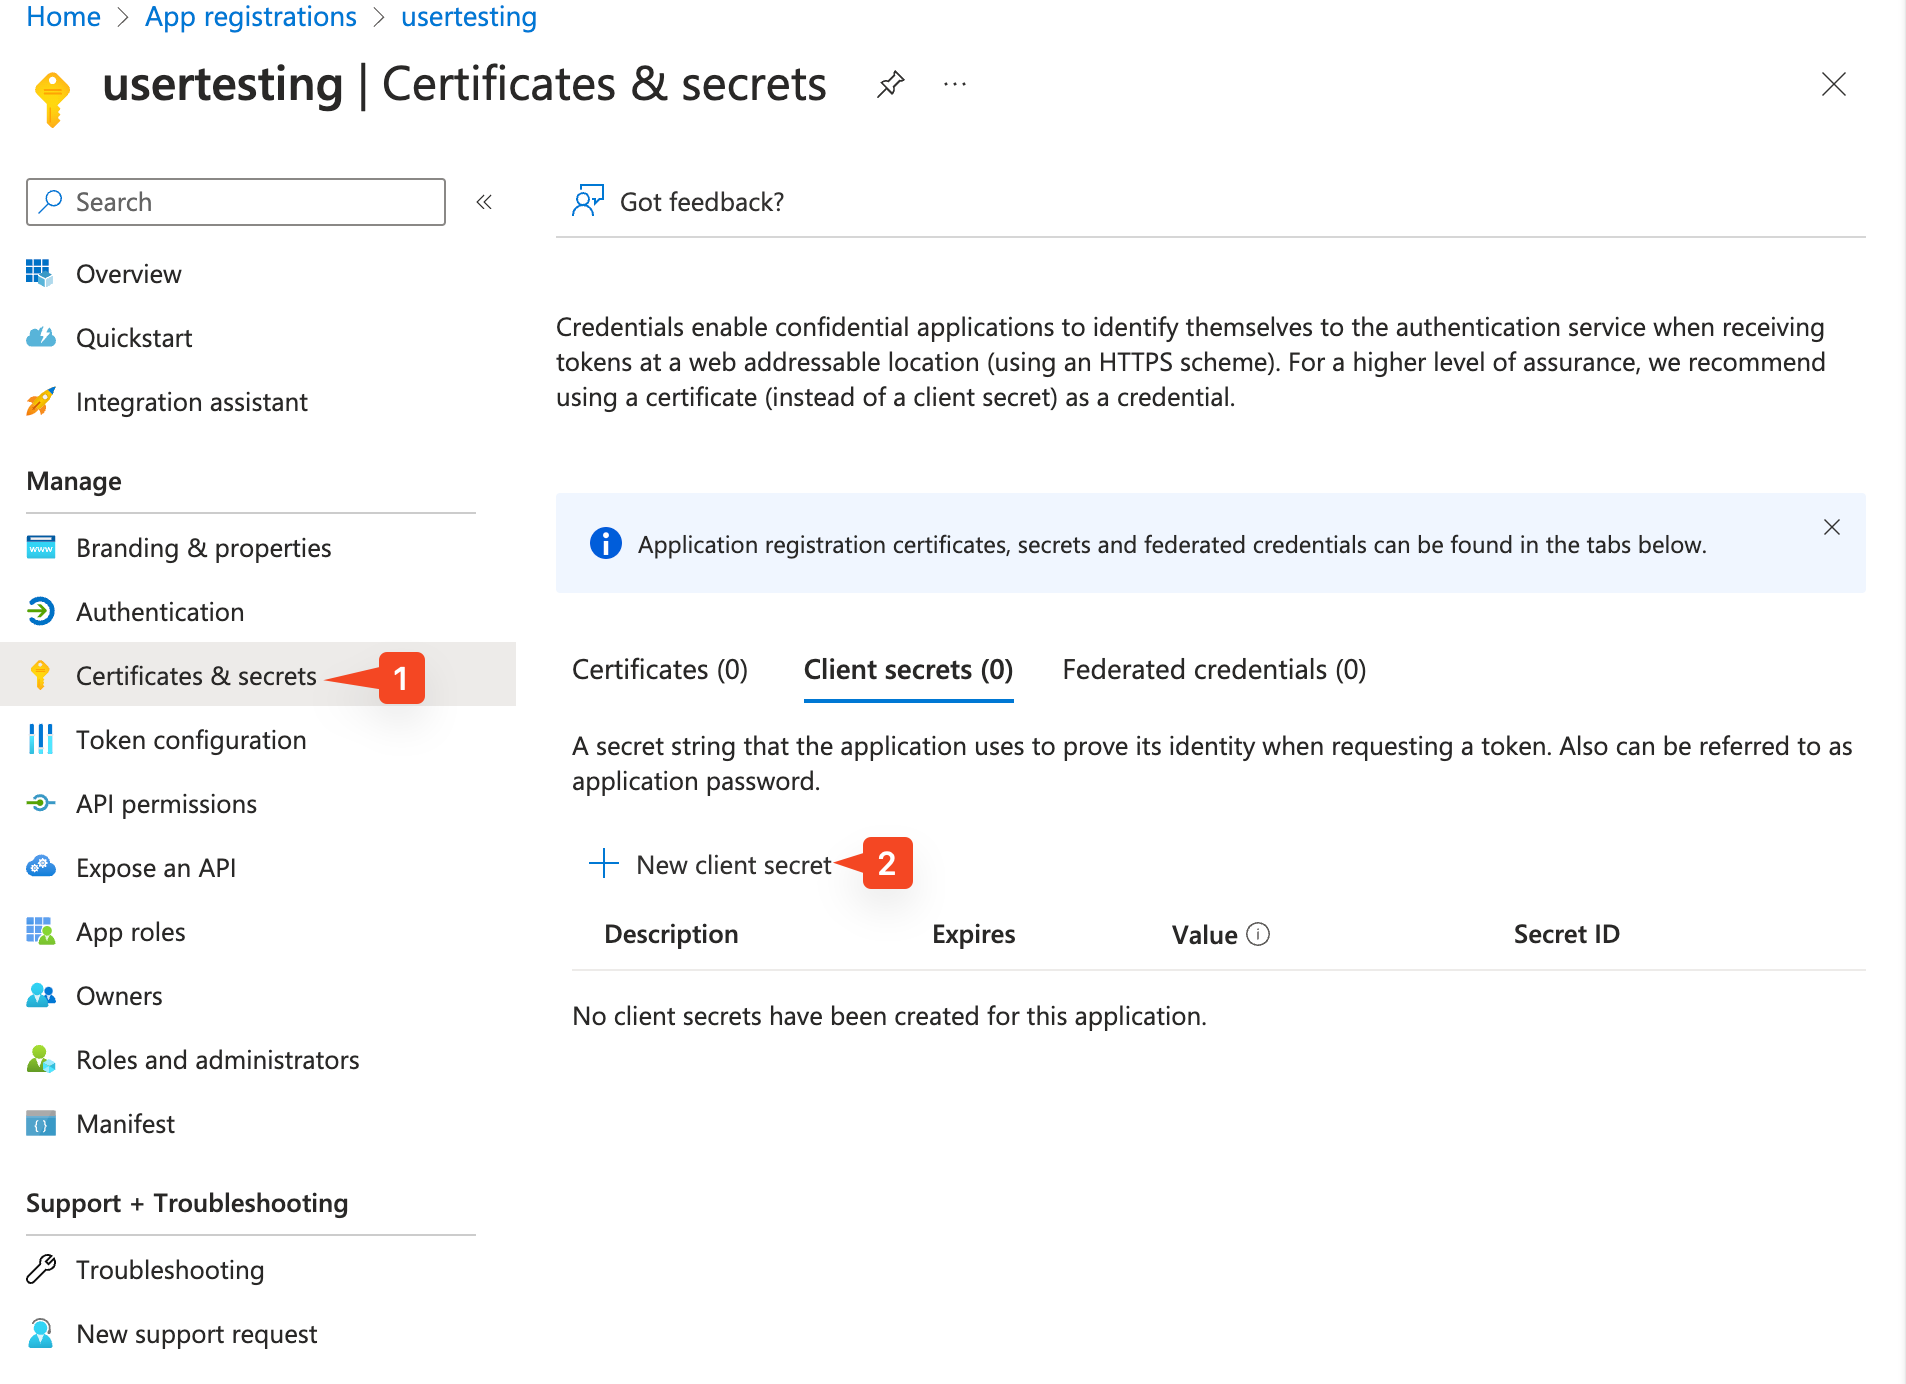 Home > App registrations > usertesting
usertesting | Certificates & secrets
Search
Got feedback?
Overview
Quickstart
Integration assistant
Manage
Branding & properties
Authentication
Certificates & secrets
1
Token configuration
API permissions
Expose an API
App roles
Owners
Roles and administrators
Manifest
Support + Troubleshooting
Troubleshooting
New support request
Credentials enable confidential applications to identify themselves to the authentication service when receiving
tokens at a web addressable location (using an HTTPS scheme). For a higher level of assurance, we recommend
using a certificate (instead of a client secret) as a credential.
Application registration certificates, secrets and federated credentials can be found in the tabs below.
Certificates (0) Client secrets (0) Federated credentials (0)
A secret string that the application uses to prove its identity when requesting a token. Also can be referred to as
application password.
New client secret
2
Description Expires Value Secret ID
No client secrets have been created for this application.